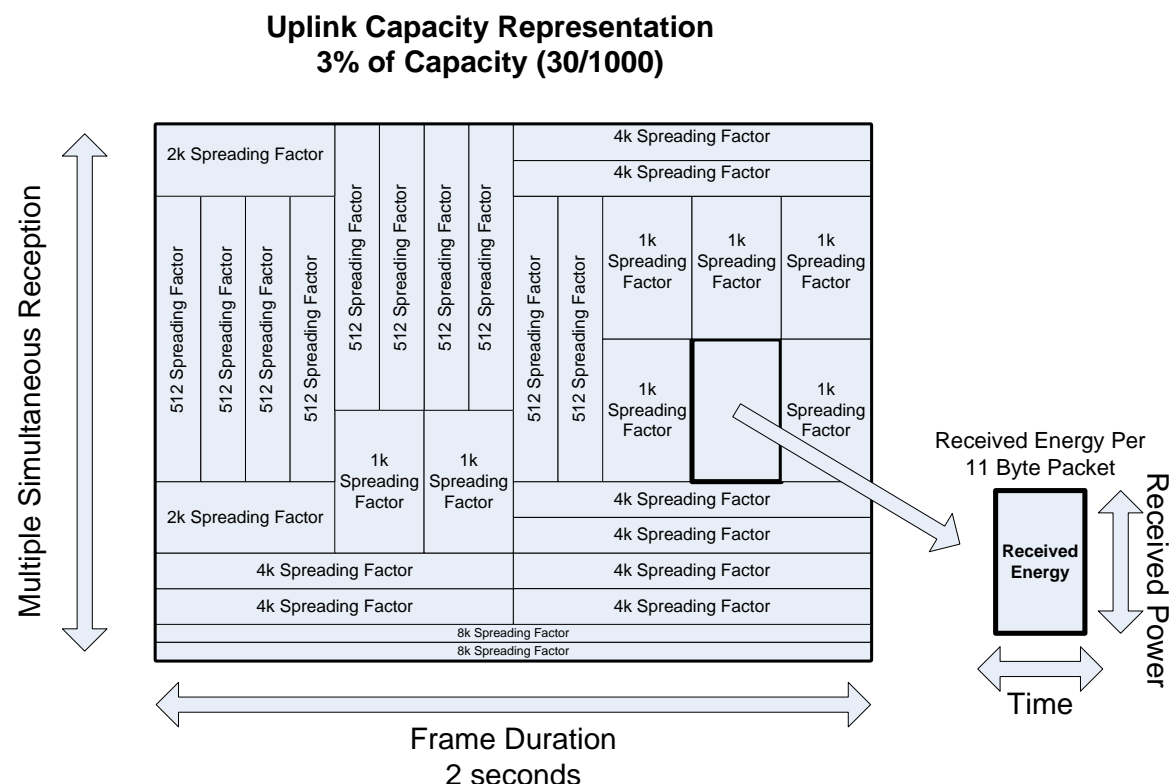 Uplink Capacity Representation
3% of Capacity (30/1000)
Multiple Simultaneous Reception
2k Spreading Factor
512 Spreading Factor
512 Spreading Factor
512 Spreading Factor
512 Spreading Factor
2k Spreading Factor
512 Spreading Factor
512 Spreading Factor
512 Spreading Factor
512 Spreading Factor
1k
Spreading
Factor
1k
Spreading
Factor
4k Spreading Factor
4k Spreading Factor
512 Spreading Factor
512 Spreading Factor
1k
Spreading
Factor
1k
Spreading
Factor
1k
Spreading
Factor
1k
Spreading
Factor
1k
Spreading
Factor
4k Spreading Factor
4k Spreading Factor
4k Spreading Factor
4k Spreading Factor
4k Spreading Factor
4k Spreading Factor
8k Spreading Factor
8k Spreading Factor
Frame Duration
2 seconds
Received Energy Per
11 Byte Packet
Received
Energy
Received Power
Time